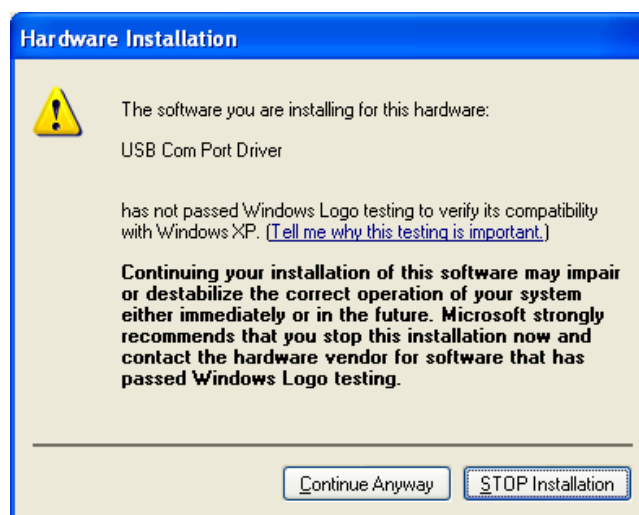 Hardware Installation
The software you are installing for this hardware:
USB Com Port Driver
has not passed Windows Logo testing to verify its compatibility
with Windows XP. (Tell me why this testing is important.)
Continuing your installation of this software may impair
or destabilize the correct operation of your system
either immediately or in the future. Microsoft strongly
recommends that you stop this installation now and
contact the hardware vendor for software that has
passed Windows Logo testing.
Continue Anyway STOP Installation